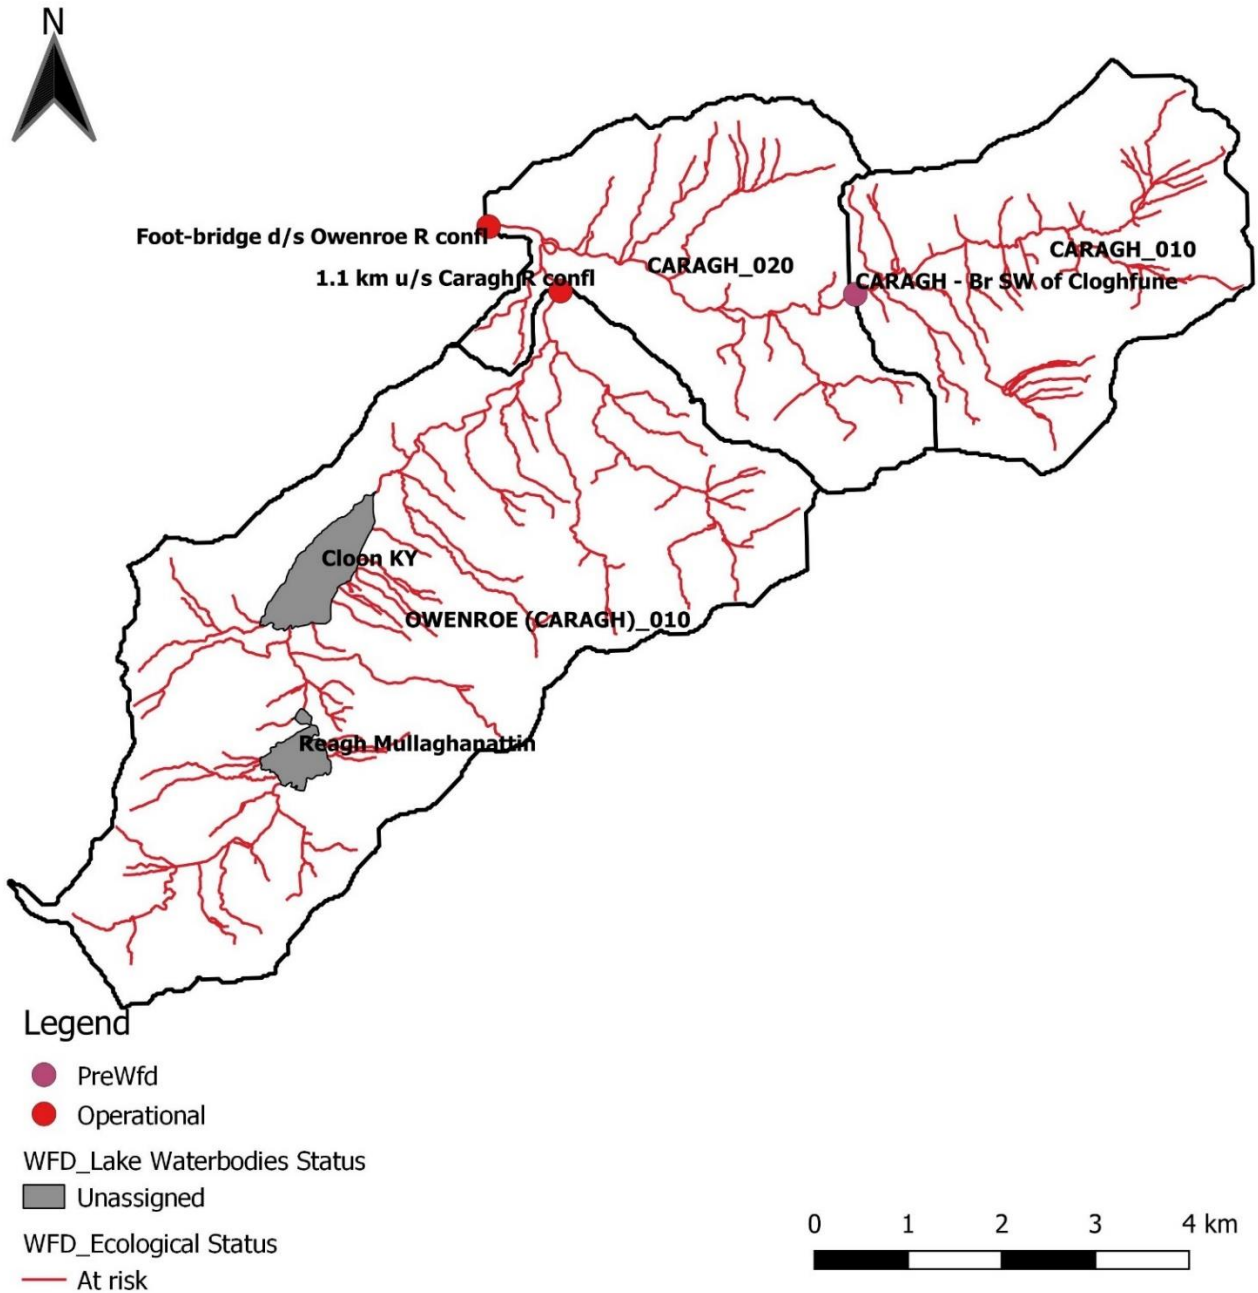 N
Foot-bridge d/s Owenroe R confl
1.1 km u/s Caragh R confl
CARAGH_020
CARAGH_010
CARAGH - Br SW of Cloghfune
Cloon KY
OWENROE (CARAGH)_010
Reagh Mullaghanattin
Legend
PreWfd
Operational
WFD_Lake Waterbodies Status
Unassigned
WFD_Ecological Status
At risk
0 1 2 3 4 km